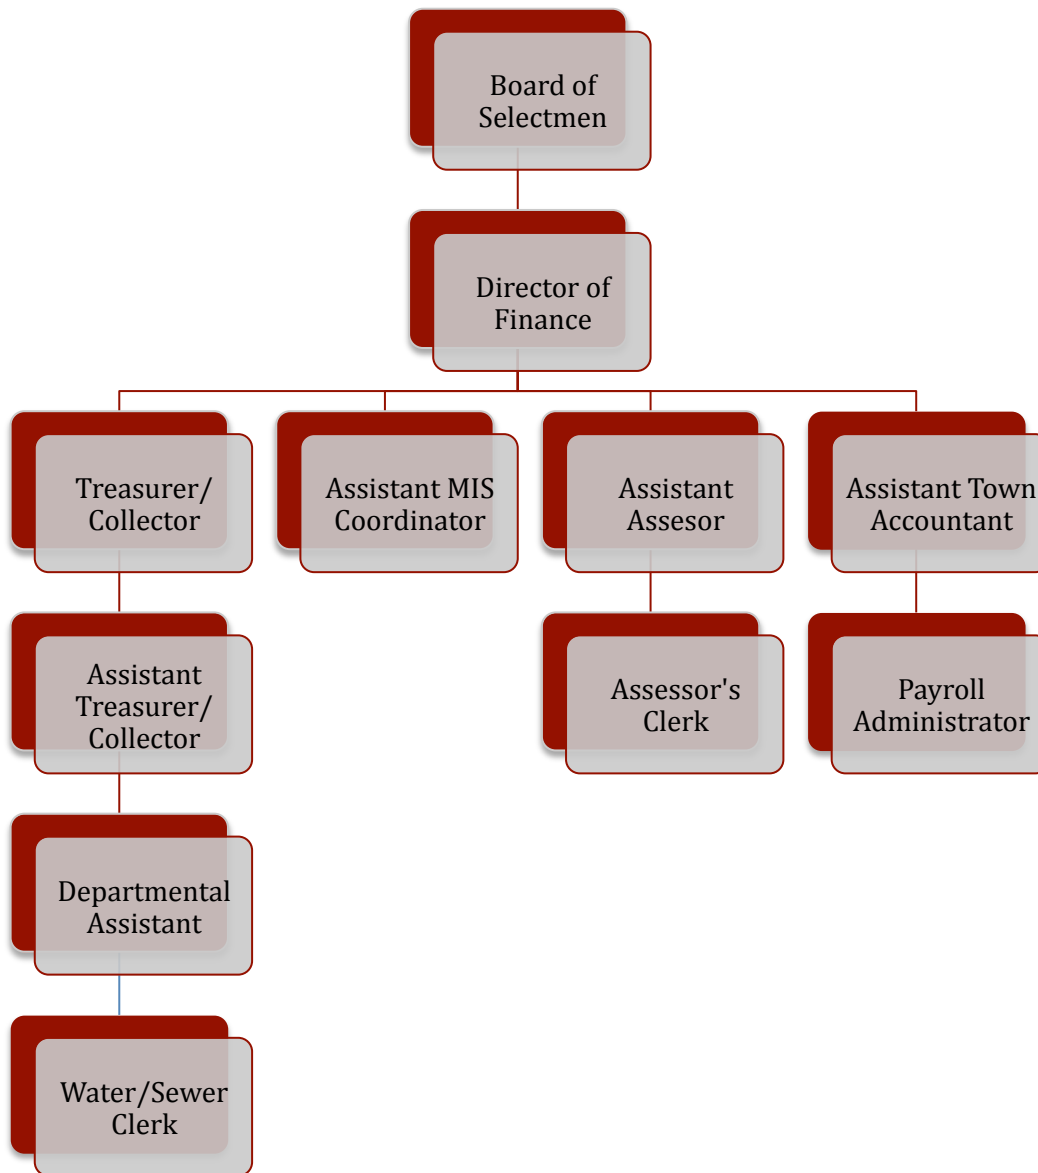 Board of
Selectmen
Director of
Finance
Treasurer/
Collector
Assistant MIS
Coordinator
Assistant
Assesor
Assistant Town
Accountant
Assistant
Treasurer/
Collector
Assessor's
Clerk
Payroll
Administrator
Departmental
Assistant
Water/Sewer
Clerk